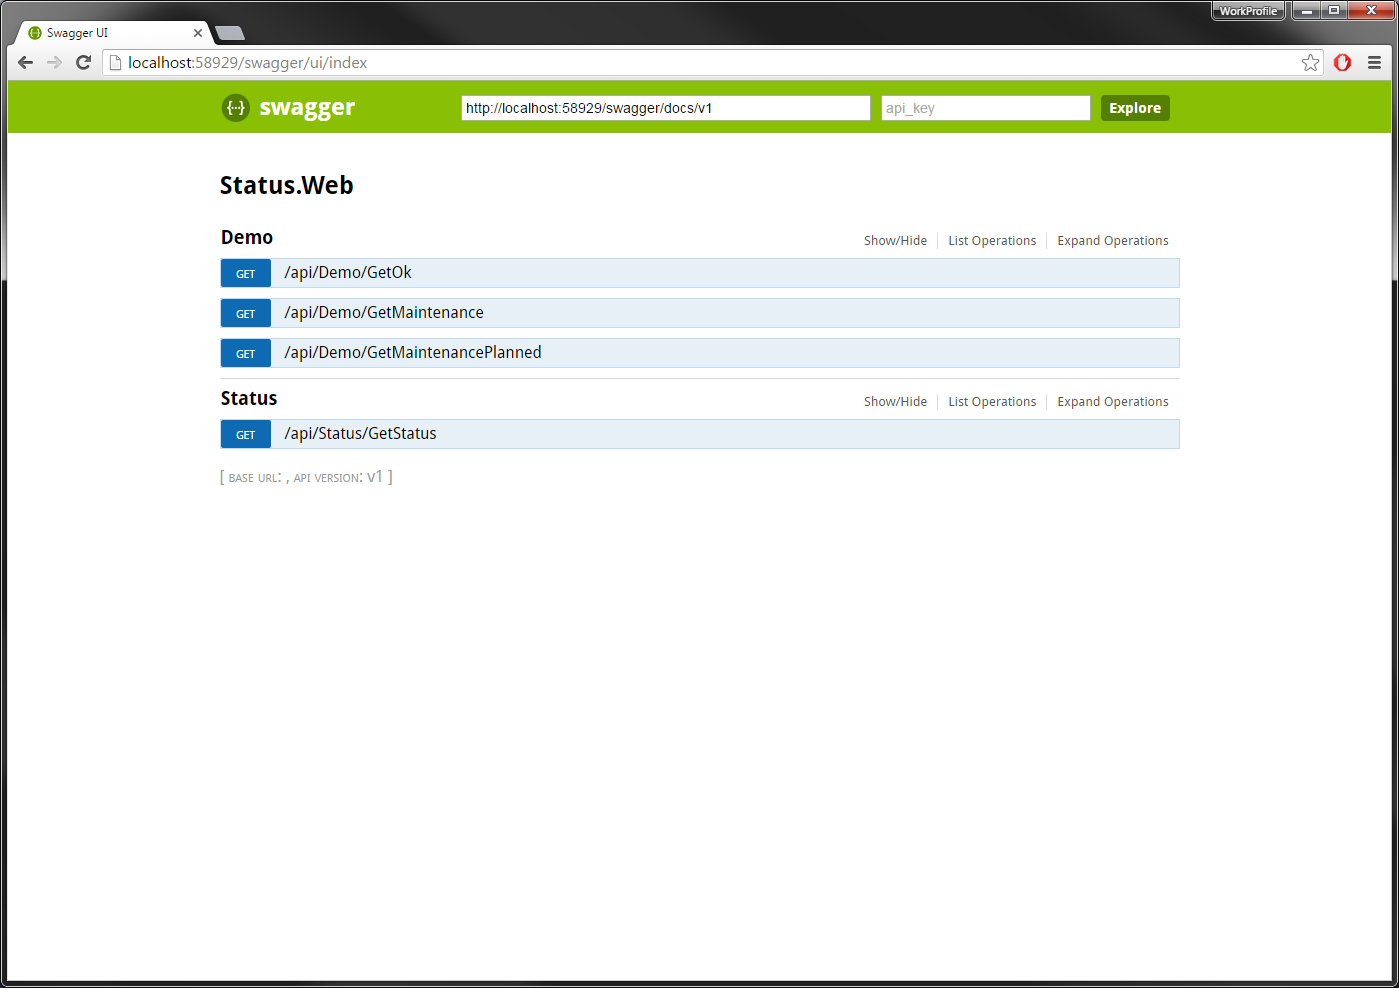 WorkProfile
Swagger UI
localhost:58929/swagger/ui/index
{··} swagger http://localhost:58929/swagger/docs/v1 api_key Explore
Status.Web
Demo Show/Hide List Operations Expand Operations
GET /api/Demo/GetOk
GET /api/Demo/GetMaintenance
GET /api/Demo/GetMaintenancePlanned
Status Show/Hide List Operations Expand Operations
GET /api/Status/GetStatus
[ BASE URL: , API VERSION: V1 ]